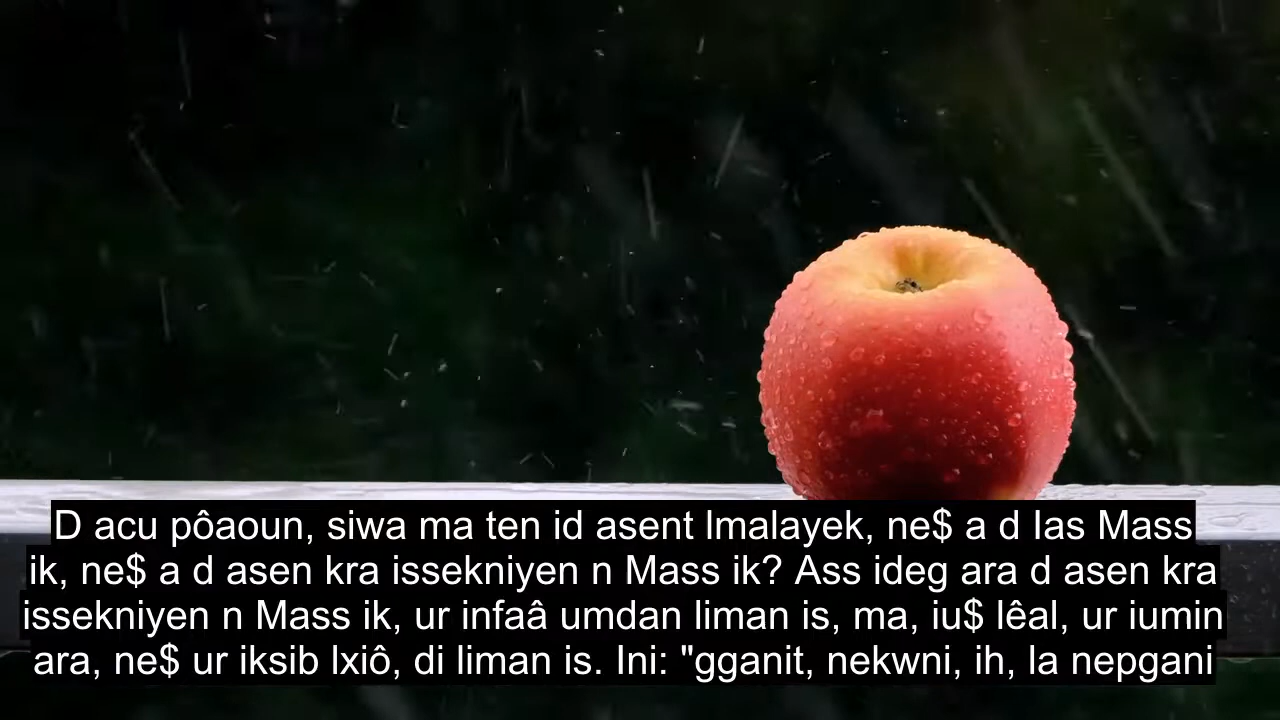 D acu pôaoun, siwa ma ten id asent lmalayek, ne$ a d Ias Mass
ik, ne$ a d asen kra issekniyen n Mass ik? Ass ideg ara d asen kra
issekniyen n Mass ik, ur infaâ umdan liman is, ma, iu$ lêal, ur iumin
ara, ne$ ur iksib lxiô, di liman is. Ini: "gganit, nekwni, ih, la nepgani